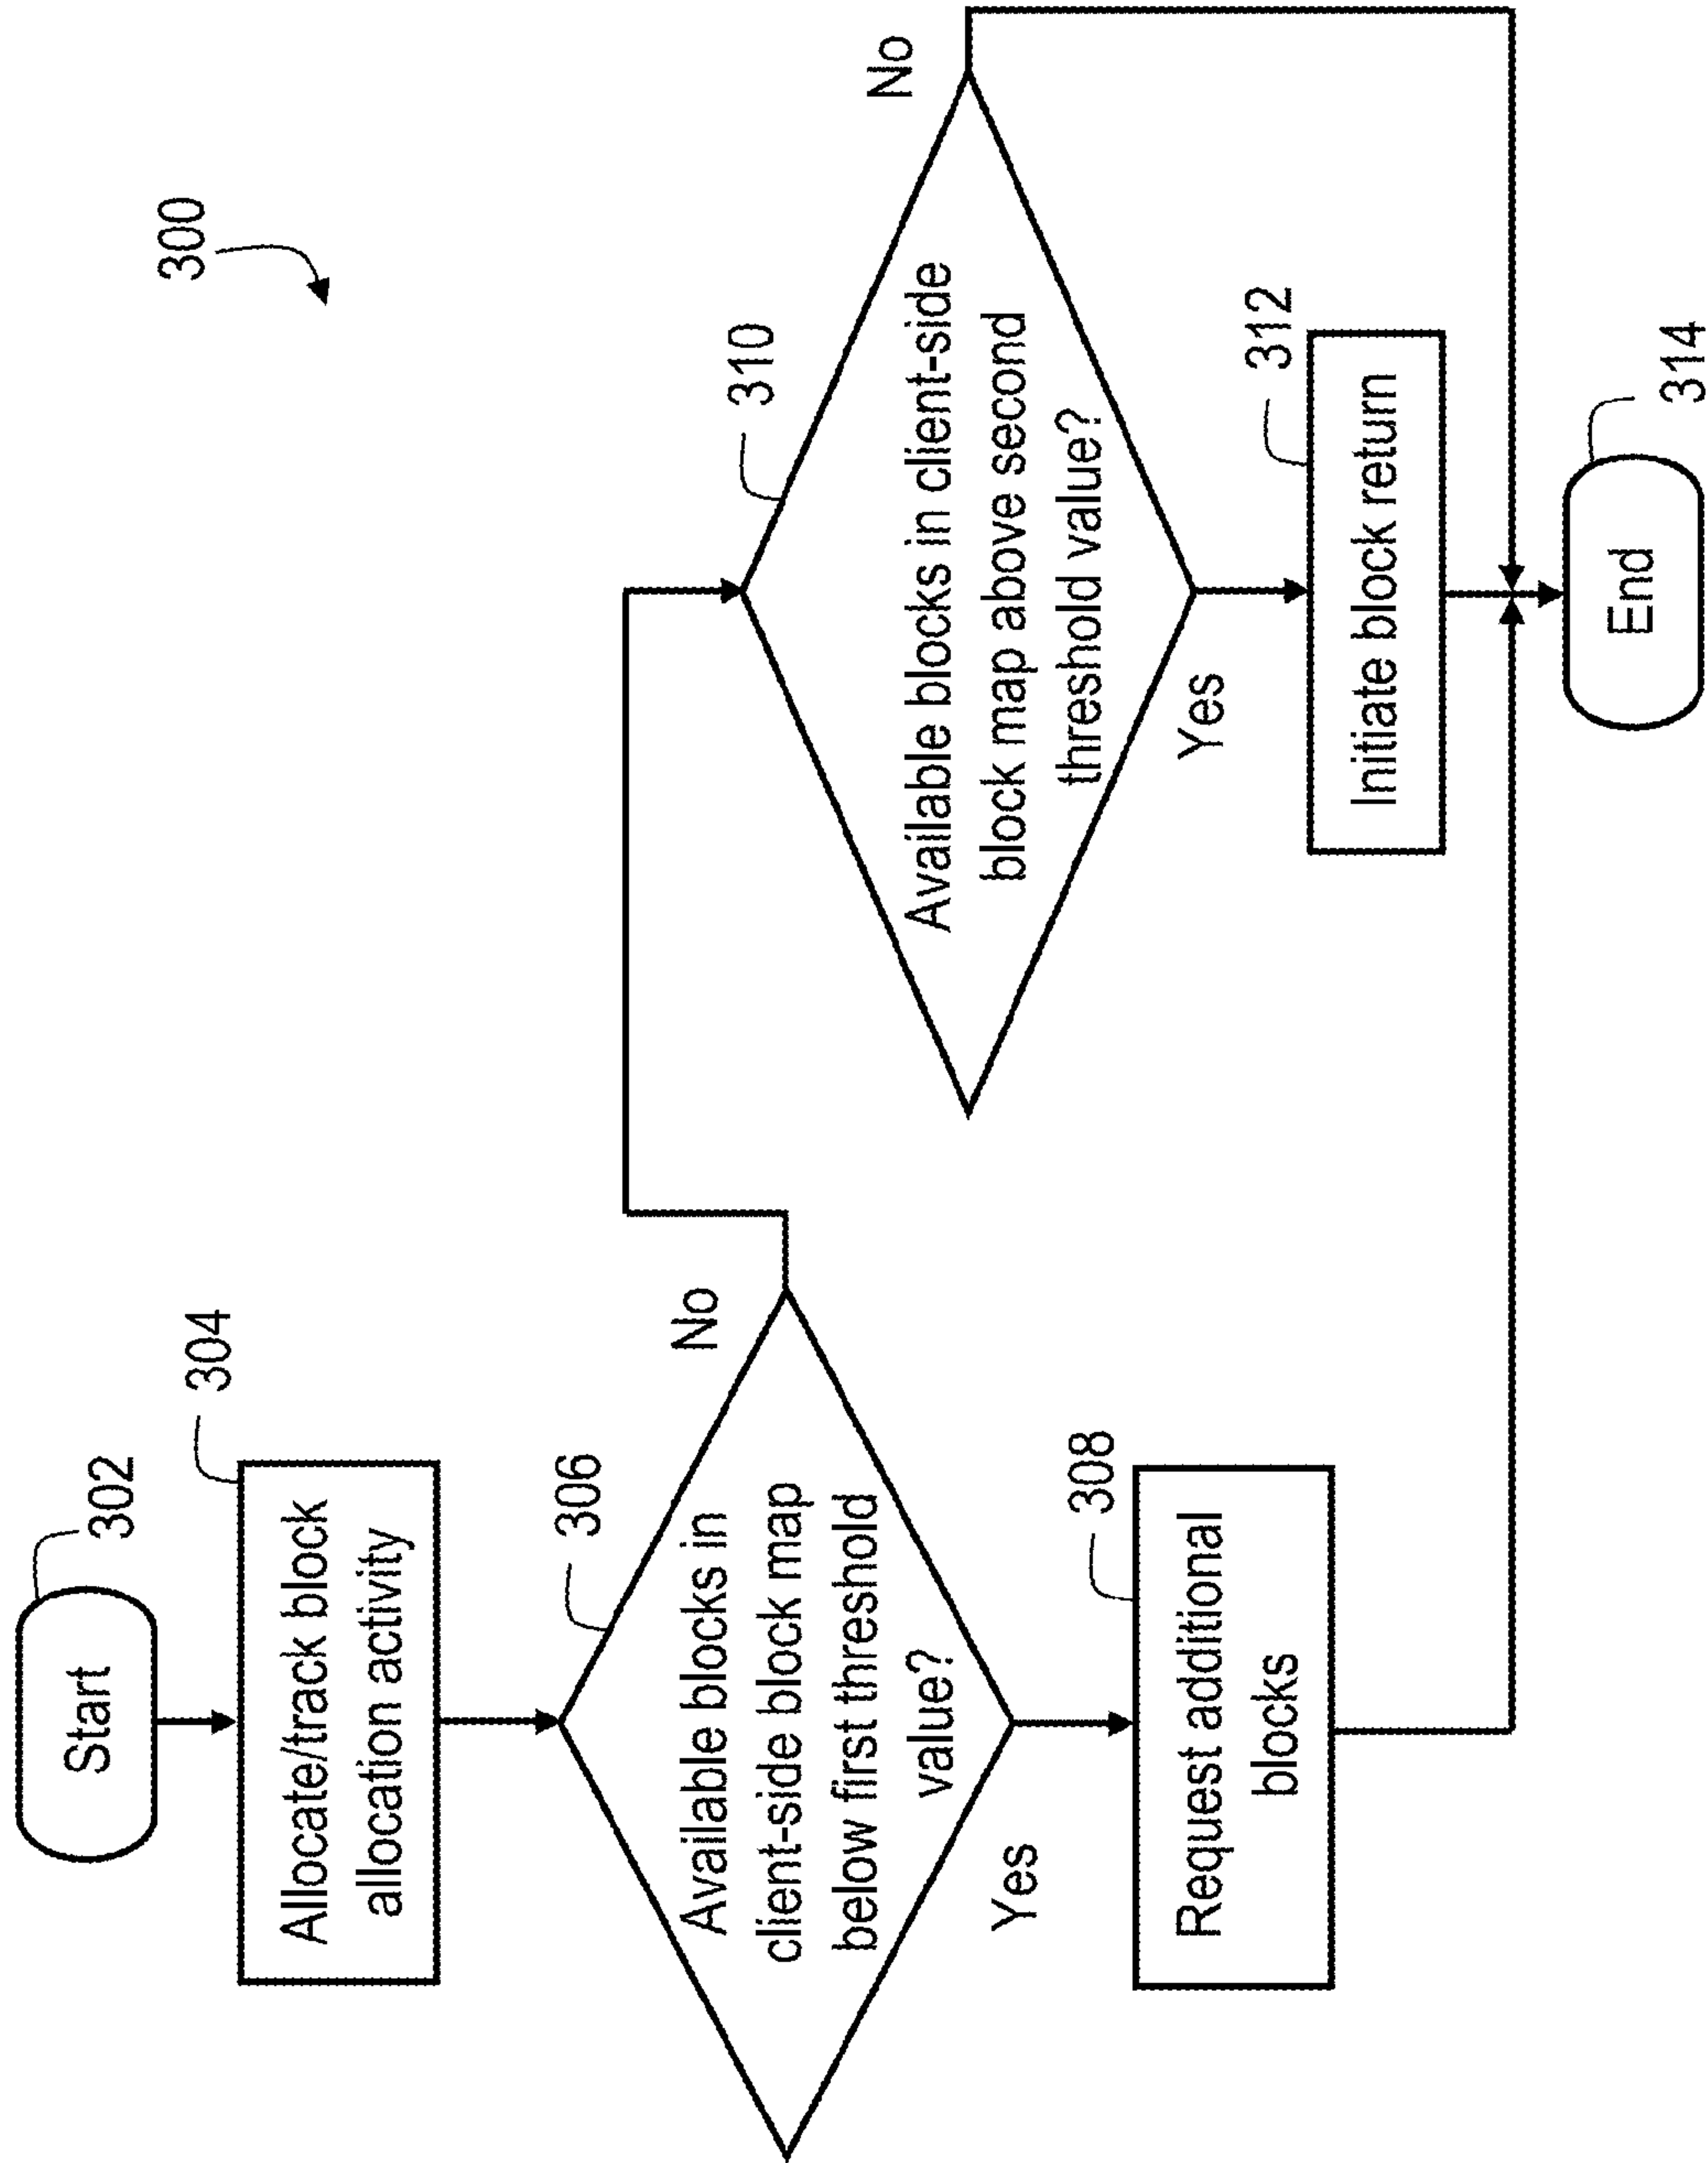 300
Start
302
Allocate/track block
allocation activity
304
Available blocks in
client-side block map
below first threshold
value?
306
No
Yes
Request additional
blocks
308
Available blocks in client-side
block map above second
threshold value?
310
No
Yes
Initiate block return
312
End
314